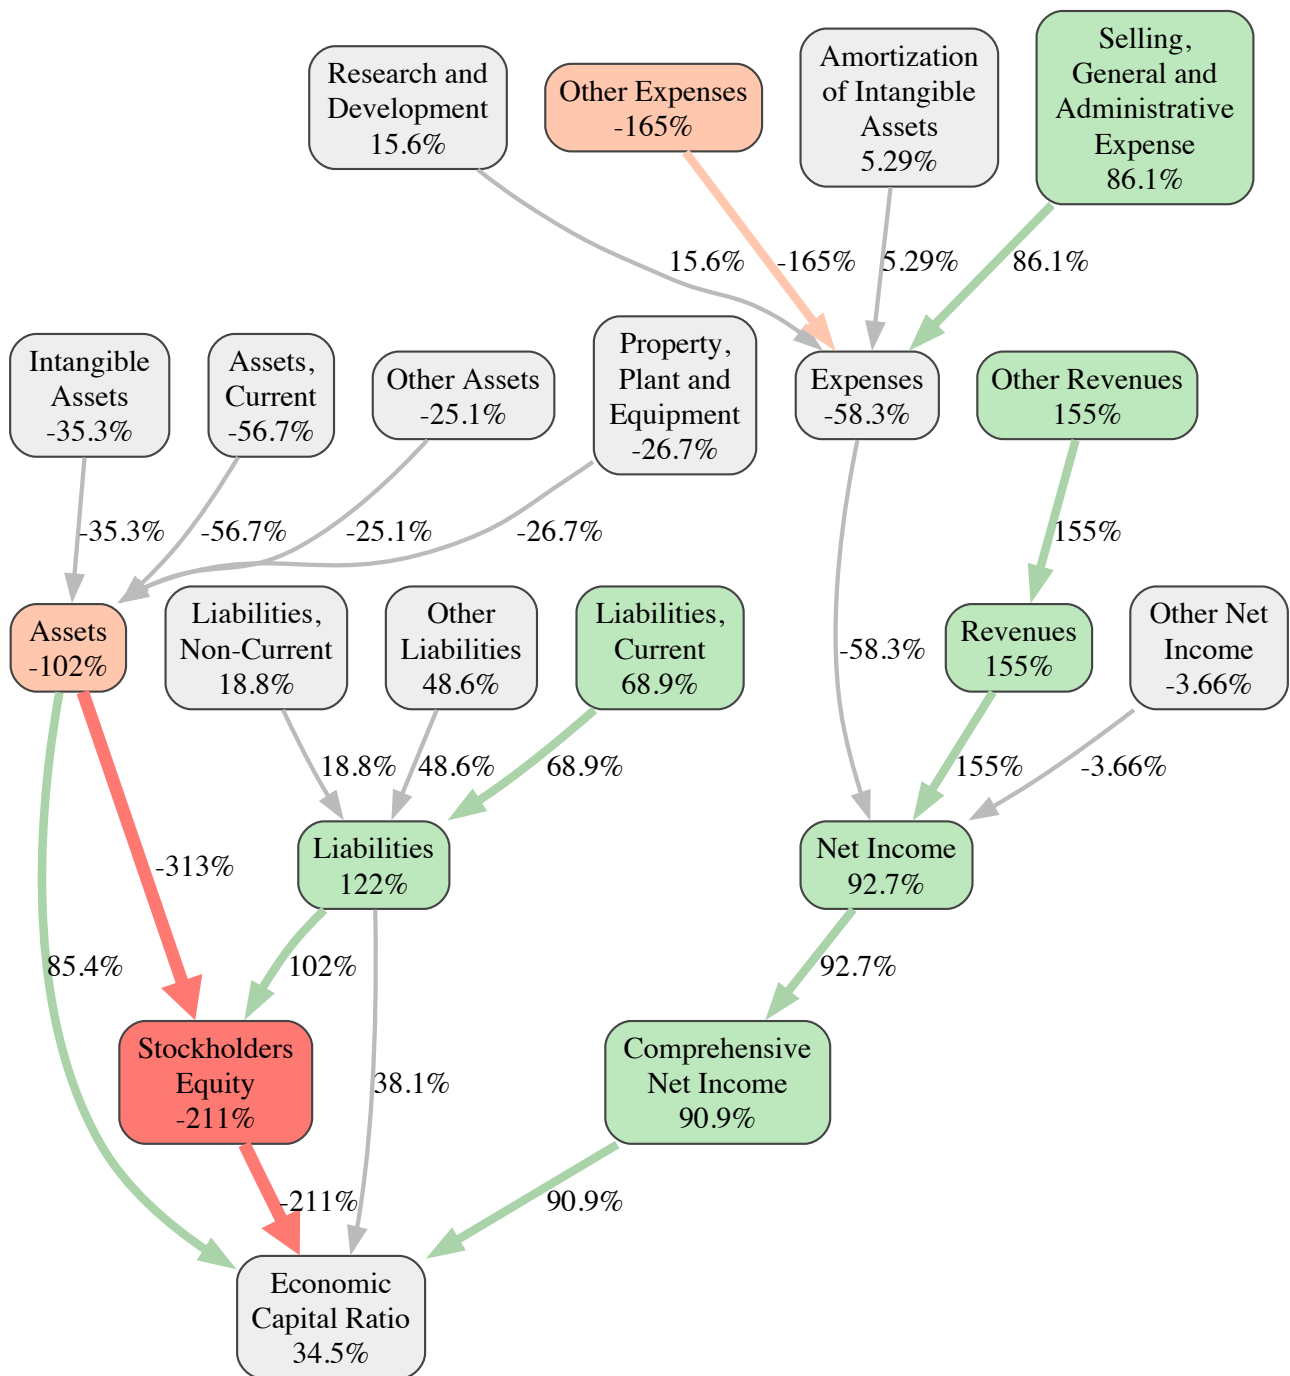 Research and
Development
15.6%
Other Expenses
-165%
Amortization
of Intangible
Assets
5.29%
Selling,
General and
Administrative
Expense
86.1%
15.6%
-165%
5.29%
86.1%
Intangible
Assets
-35.3%
Assets,
Current
-56.7%
Other Assets
-25.1%
Property,
Plant and
Equipment
-26.7%
Expenses
-58.3%
Other Revenues
155%
-35.3%
-56.7%
-25.1%
-26.7%
155%
Assets
-102%
Liabilities,
Non-Current
18.8%
Other
Liabilities
48.6%
Liabilities,
Current
68.9%
-58.3%
Revenues
155%
Other Net
Income
-3.66%
18.8%
48.6%
68.9%
155%
-3.66%
-313%
Liabilities
122%
Net Income
92.7%
85.4%
102%
92.7%
Stockholders
Equity
-211%
38.1%
Comprehensive
Net Income
90.9%
-211%
90.9%
Economic
Capital Ratio
34.5%